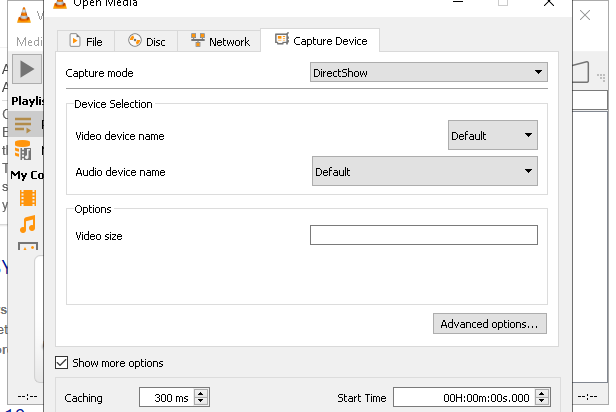 Open Media
Medi
File
Disc
Network
Capture Device
Capture mode
DirectShow
Playlis
Device Selection
Video device name
Default
Audio device name
Default
My Co
Options
Video size
Advanced options...
Show more options
--:--
Caching
300 ms
Start Time
00H:00m:00s.000
--:--